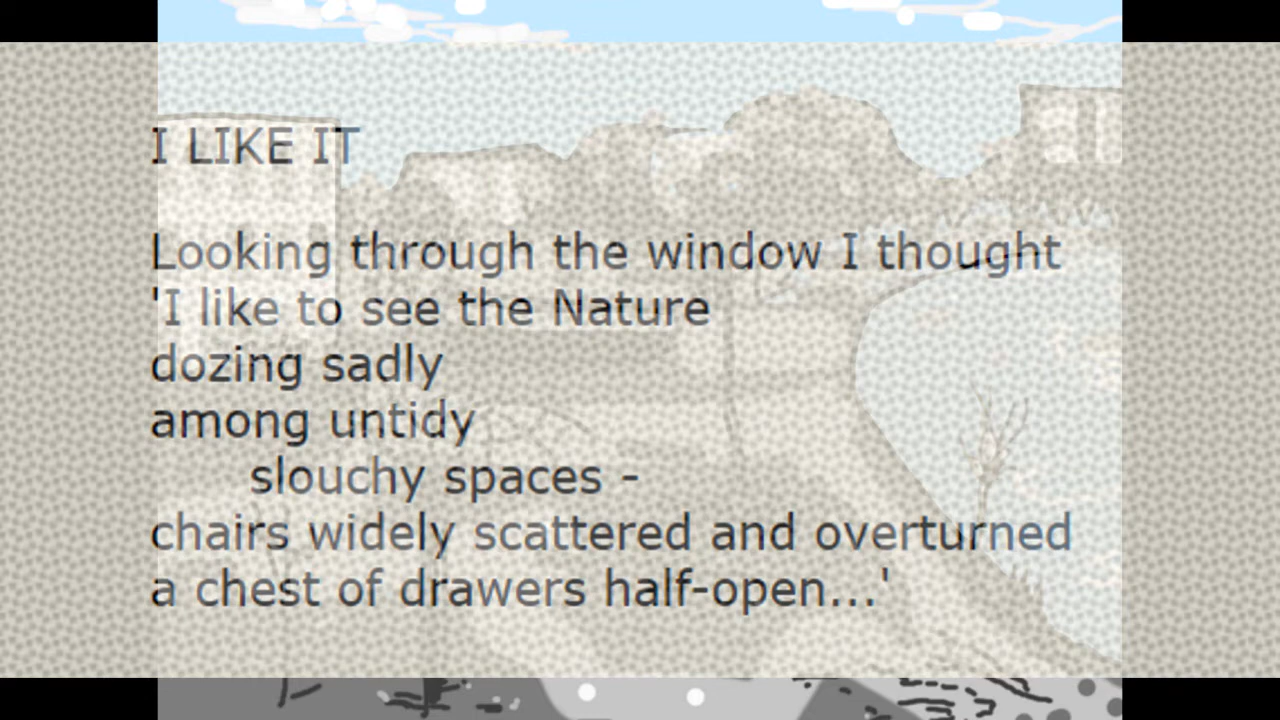 I LIKE IT
Looking through the window I thought
'I like to see the Nature
dozing sadly
among untidy
slouchy spaces -
chairs widely scattered and overturned
a chest of drawers half-open...'